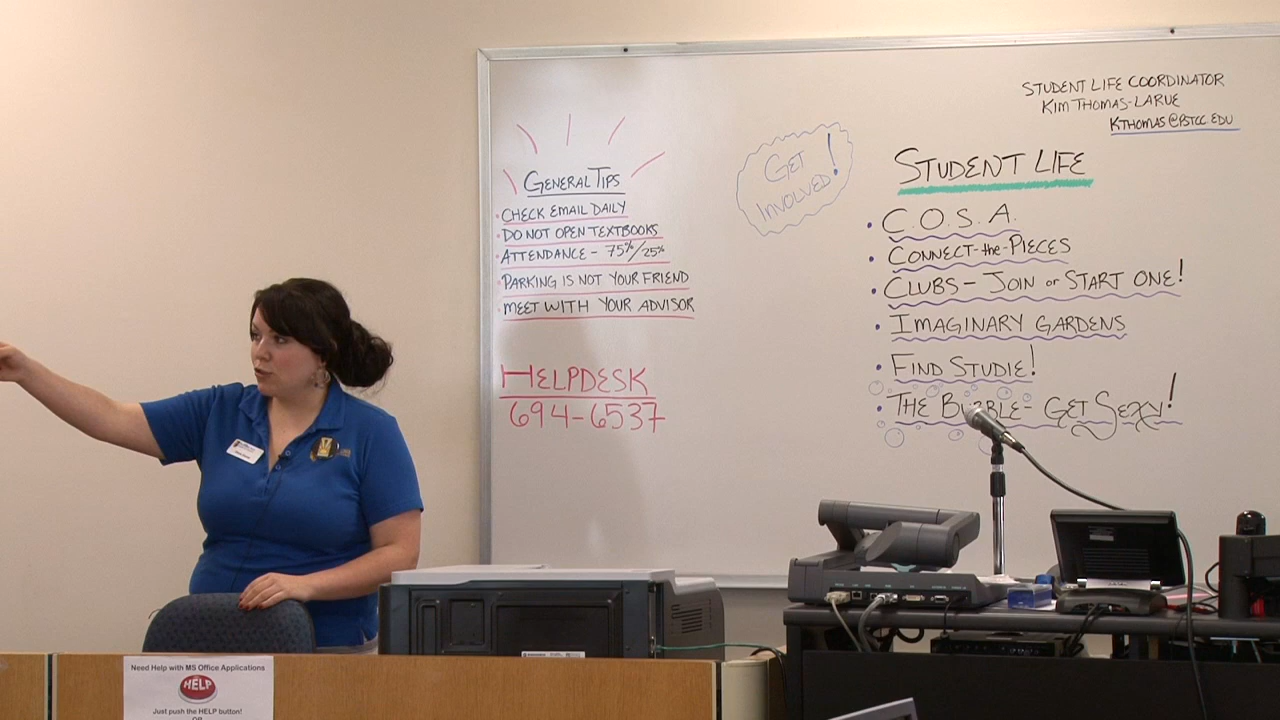 STUDENT LIFE COORDINATOR
KIM THOMAS-LARUE
KTHOMAS@PSTCC.EDU
GENERAL TIPS
• CHECK EMAIL DAILY
• DO NOT OPEN TEXTBOOKS
• ATTENDANCE - 75%/25%
• PARKING IS NOT YOUR FRIEND
• MEET WITH YOUR ADVISOR
HELPDESK
694-6537
GET
INVOLVED!
STUDENT LIFE
• C.O.S.A.
• CONNECT-the-PIECES
• CLUBS - JOIN or START ONE!
• IMAGINARY GARDENS
• FIND STUDIE!
• THE BUBBLE - GET SEXY!
Need Help with MS Office Applications
HELP
Just push the HELP button!
OR